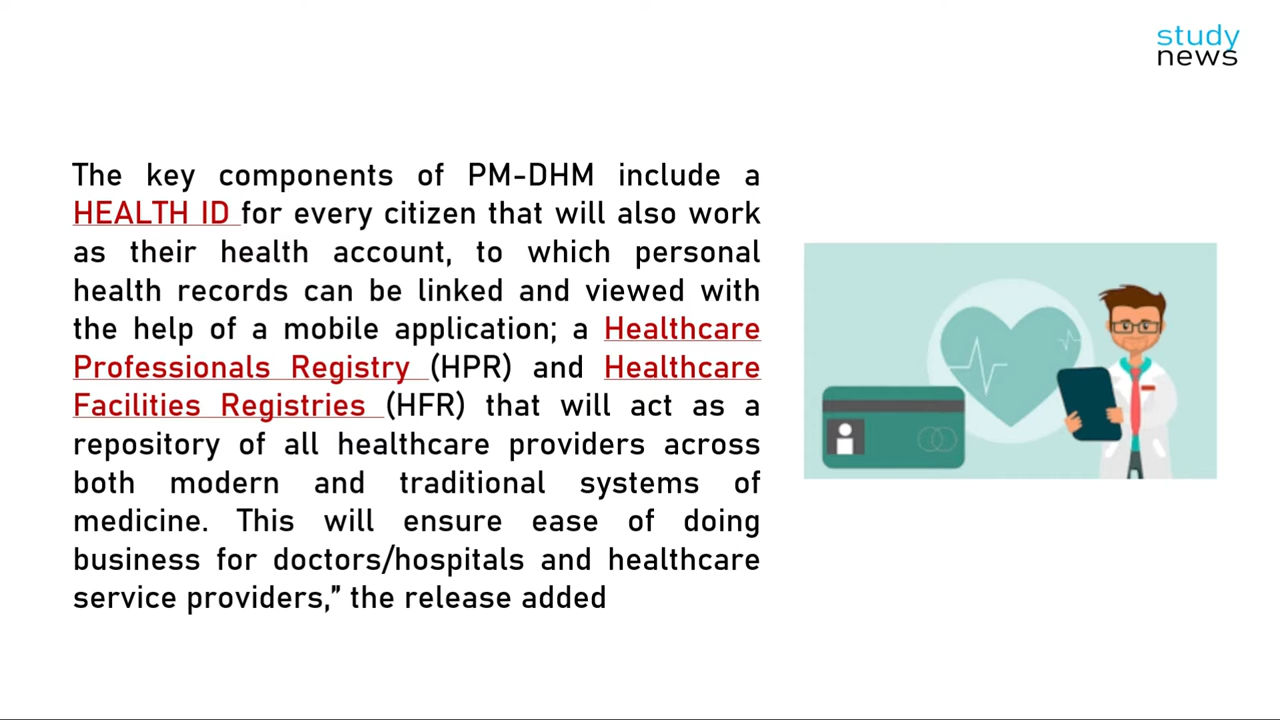 study
news
The key components of PM-DHM include a
HEALTH ID for every citizen that will also work
as their health account, to which personal
health records can be linked and viewed with
the help of a mobile application; a Healthcare
Professionals Registry (HPR) and Healthcare
Facilities Registries (HFR) that will act as a
repository of all healthcare providers across
both modern and traditional systems of
medicine. This will ensure ease of doing
business for doctors/hospitals and healthcare
service providers,” the release added